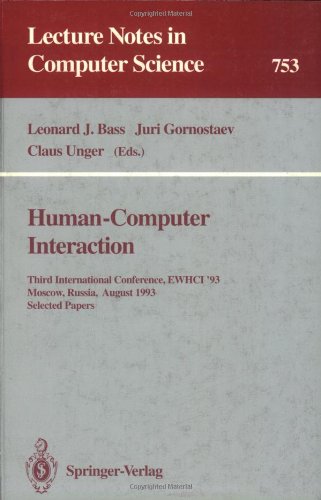 Lecture Notes in
Computer Science
753
Leonard J. Bass Juri Gornostaev
Claus Unger (Eds.)
Human-Computer
Interaction
Third International Conference, EWHCI '93
Moscow, Russia, August 1993
Selected Papers
Springer-Verlag